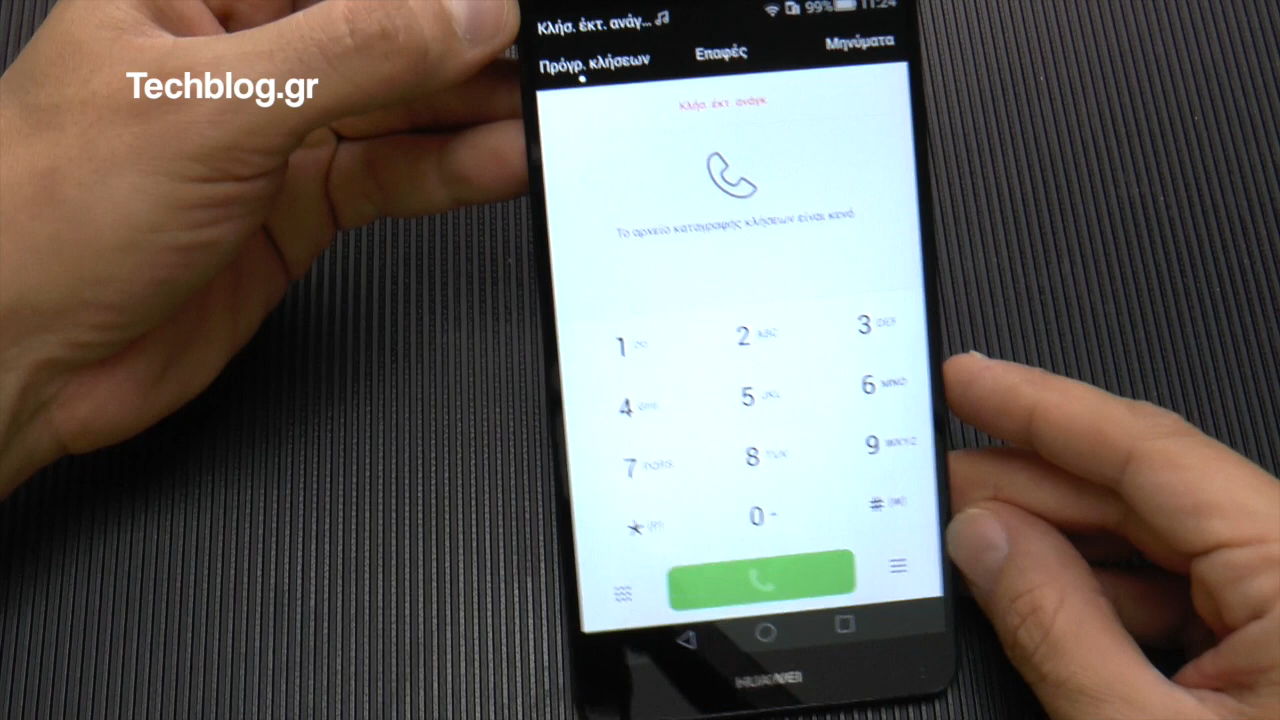 Κλήσ. έκτ. ανάγ... 99% 11:24
Πρόγρ. κλήσεων Επαφές Μηνύματα
Techblog.gr
Κλήσ. έκτ. ανάγκ.
Το αρχείο καταγραφής κλήσεων είναι κενό
1 2 ABC 3 DEF
4 GHI 5 JKL 6 MNO
7 PQRS 8 TUV 9 WXYZ
* (P) 0 # (W)
HUAWEI